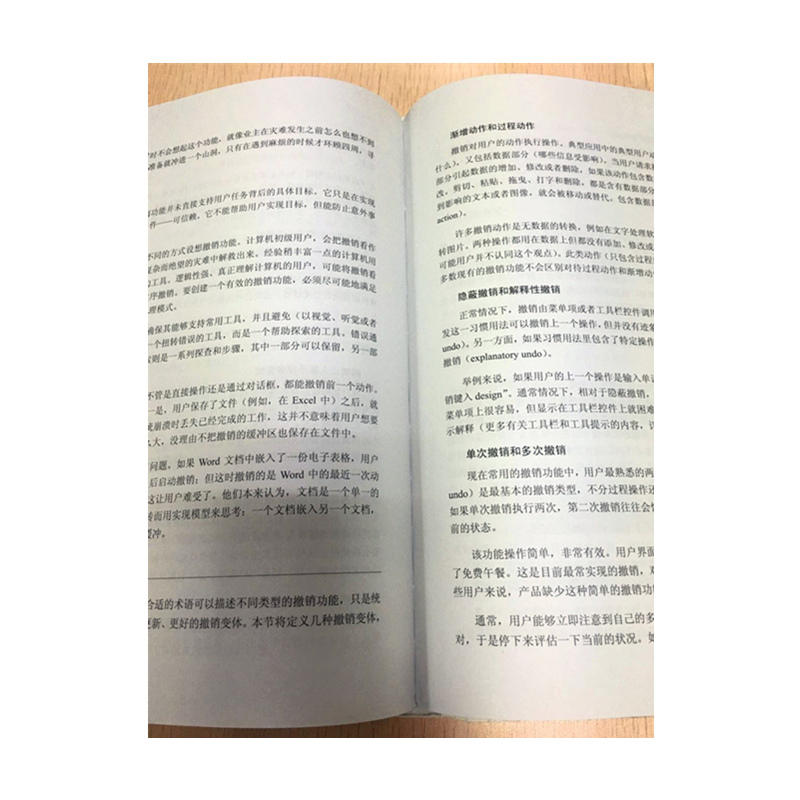 时不会想起这个功能，就像业主在灾难发生之前怎么也想不到
准备就冲进一个山洞，只有在遇到麻烦的时候才环顾四周，寻
功能并未直接支持用户任务背后的具体目标，它只是在实现
件——可信赖。它不能帮助用户实现目标，但能防止意外事
不同的方式设想撤销功能。计算机初级用户，会把撤销看作
复杂而绝望的灾难中解救出来。经验稍丰富一点的计算机用
的工具。逻辑性强、真正理解计算机的用户，可能将撤销看
序撤销。要创建一个有效的撤销功能，必须尽可能地满足
理模式。
确保其能够支持常用工具，并且避免（以视觉、听觉或者
一个扭转错误的工具，而是一个帮助探索的工具。错误通
索则是一系列探查和步骤，其中一部分可以保留，另一部
不管是直接操作还是通过对话框，都能撤销前一个动作。
一是，用户保存了文件（例如，在 Excel 中）之后，就
统崩溃时丢失已经完成的工作，这并不意味着用户想要
么大，没理由不把撤销的缓冲区也保存在文件中。
问题。如果 Word 文档中嵌入了一份电子表格，用户
后启动撤销；但这时撤销的是 Word 中的最近一次动
这让用户难受了。他们本来认为，文档是一个单一的
转而用实现模型来思考：一个文档嵌入另一个文档，
缓冲。
合适的术语可以描述不同类型的撤销功能，只是统
更新、更好的撤销变体。本节将定义几种撤销变体，
渐增动作和过程动作
撤销对用户的动作执行操作。典型应用中的典型用户动
什么），又包括数据部分（哪些信息受影响）。当用户请求
部分引起数据的增加、修改或者删除，如果该动作包含数
改，剪切、粘贴、拖曳、打字和删除，都是含有数据部分
到影响的文本或者图像，就会被移动或替代。包含数据
action）。
许多撤销动作是无数据的转换，例如在文字处理软
转图片。两种操作都用在数据上但都没有添加、修改或
可能用户并不认同这个观点）。此类动作（只包含过程
多数现有的撤销功能不会区别对待过程动作和渐增动
隐蔽撤销和解释性撤销
正常情况下，撤销由菜单项或者工具栏控件调用
发这一习惯用法可以撤销上一个操作，但并没有
undo）。另一方面，如果习惯用法里包含了特定操作
撤销（explanatory undo）。
举例来说，如果用户的上一个操作是输入单词
销键入 design”。通常情况下，相对于隐蔽撤销，
菜单项上很容易，但显示在工具栏控件上就困难
示解释（更多有关工具栏和工具提示的内容，
单次撤销和多次撤销
现在常用的撤销功能中，用户最熟悉的两
undo）是最基本的撤销类型，不分过程操作还
如果单次撤销执行两次，第二次撤销往往会
前的状态。
该功能操作简单，非常有效。用户界面
了免费午餐。这是目前最常实现的撤销，对
些用户来说，产品缺少这种简单的撤销功
通常，用户能够立即注意到自己的多
对，于是停下来评估一下当前的状况。如